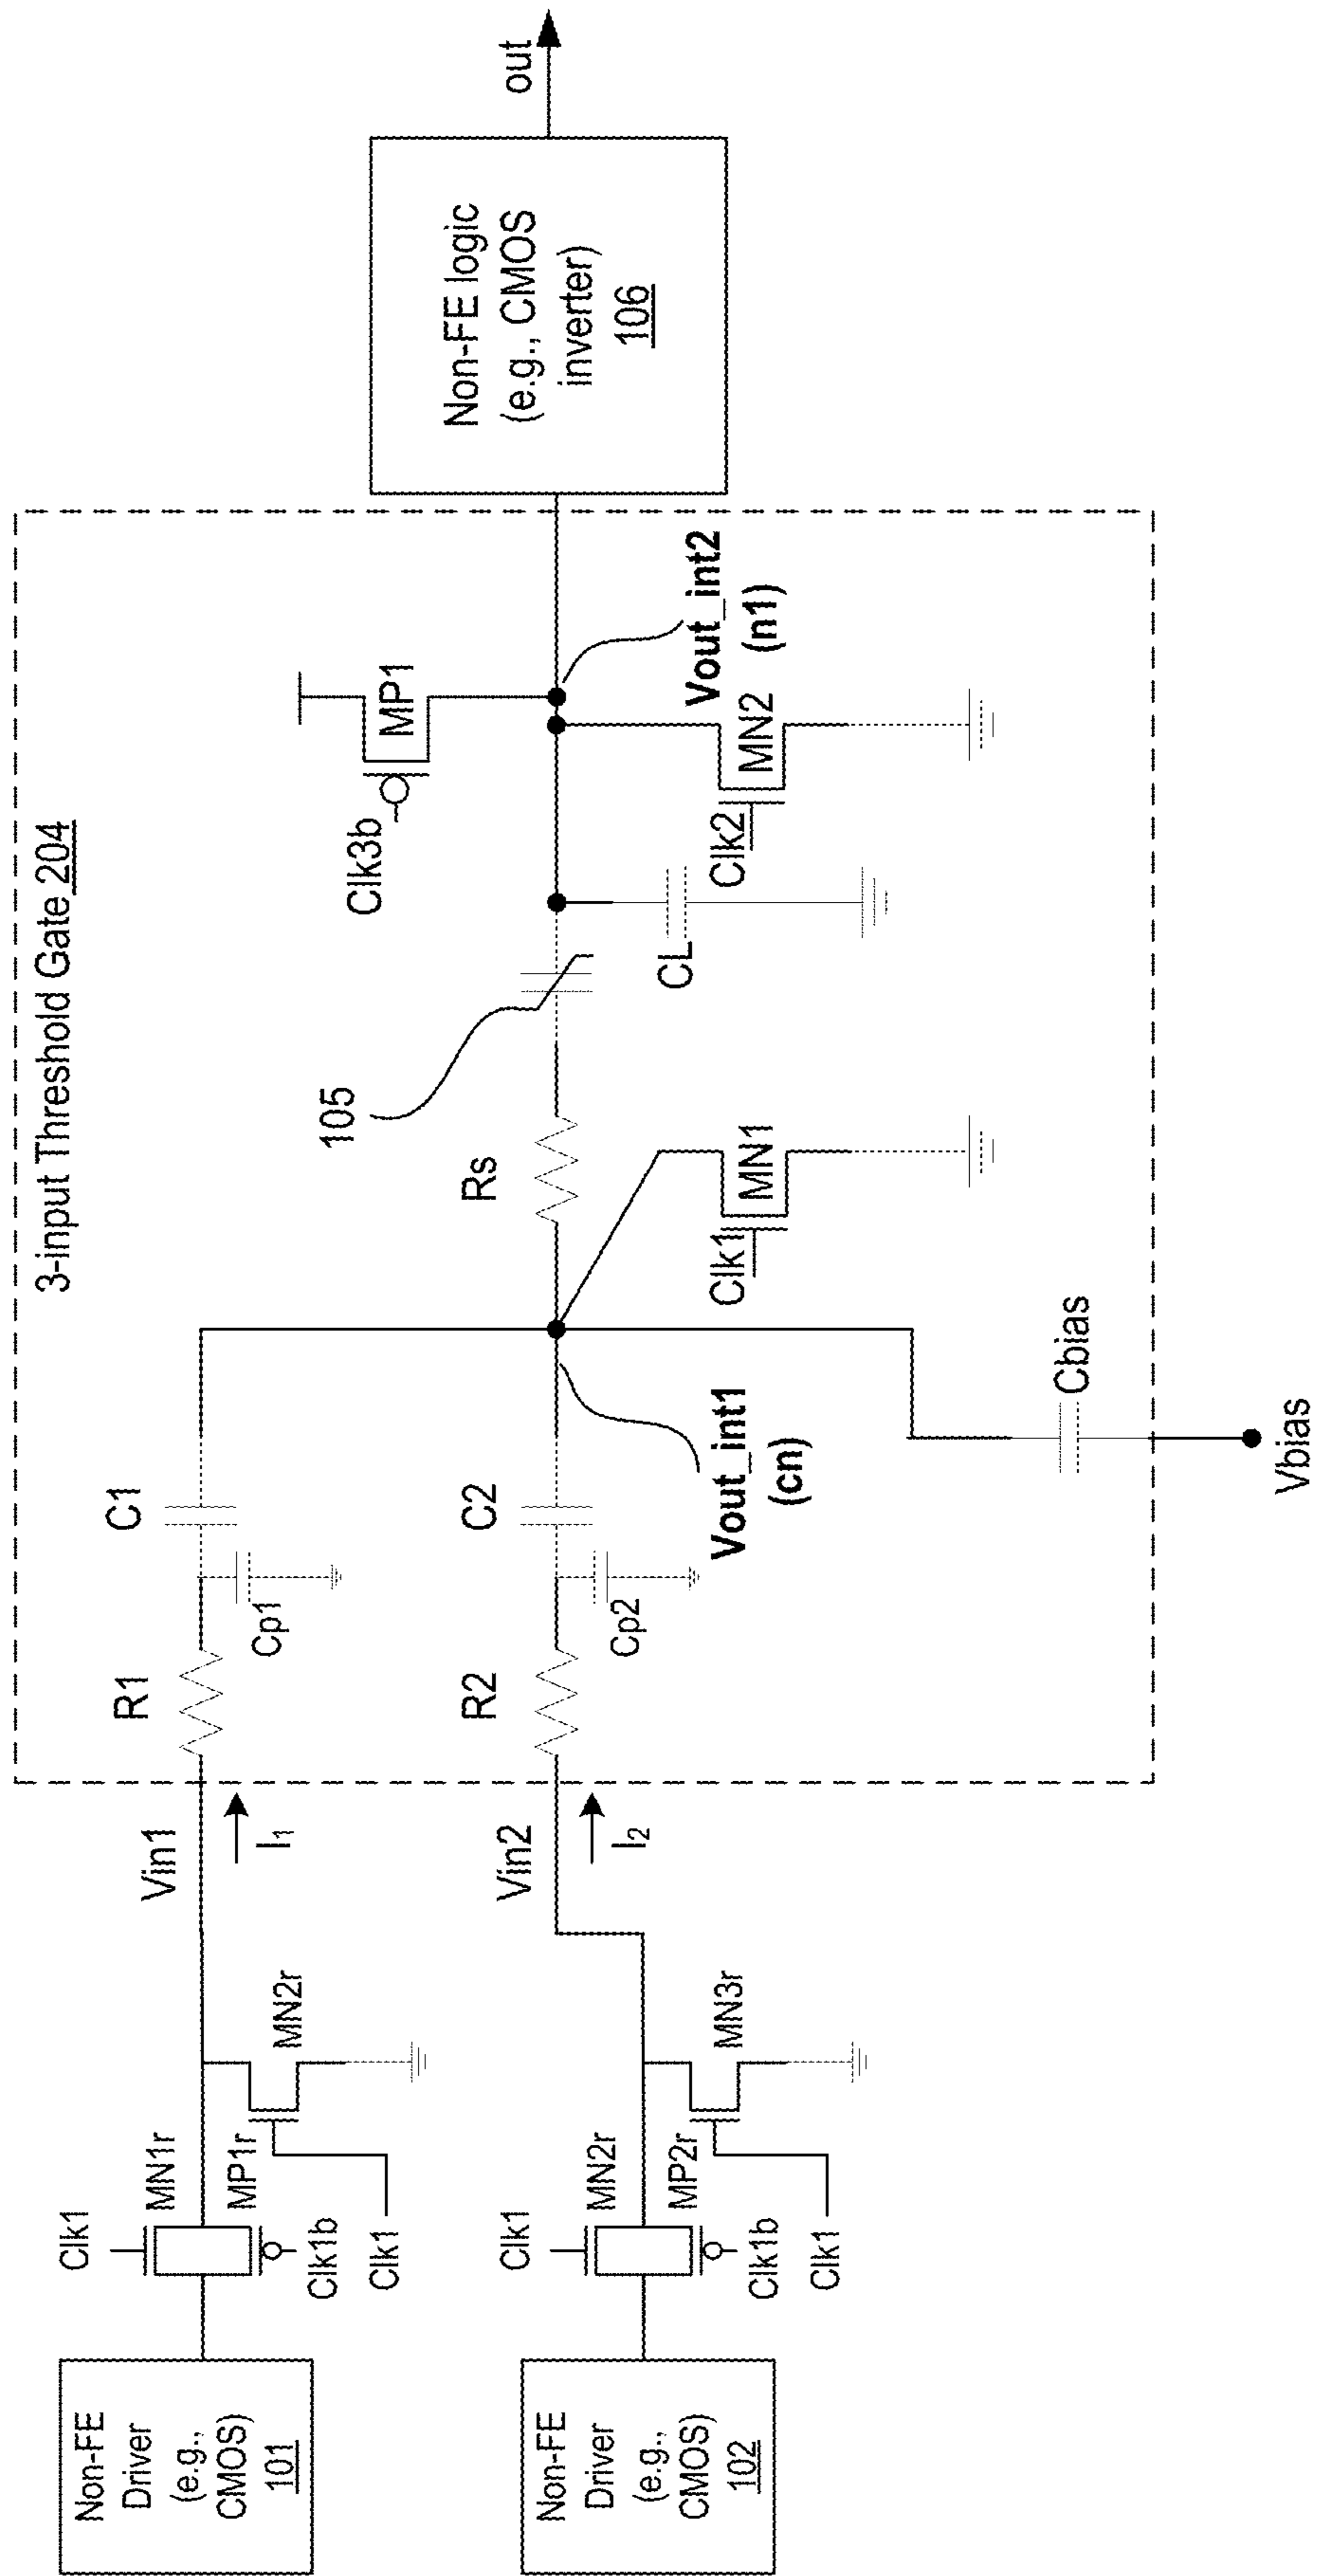 3-input Threshold Gate 204
Non-FE
Driver
(e.g.,
CMOS)
101
Clk1
MN1r
MP1r
Clk1b
Clk1
MN2r
Vin1
I1
R1
Cp1
C1
Non-FE
Driver
(e.g.,
CMOS)
102
Clk1
MN2r
MP2r
Clk1b
Clk1
MN3r
Vin2
I2
R2
Cp2
C2
Vout_int1
(cn)
Cbias
Vbias
Rs
Clk1
MN1
105
CL
Clk3b
MP1
Clk2
MN2
Vout_int2
(n1)
Non-FE logic
(e.g., CMOS
inverter)
106
out